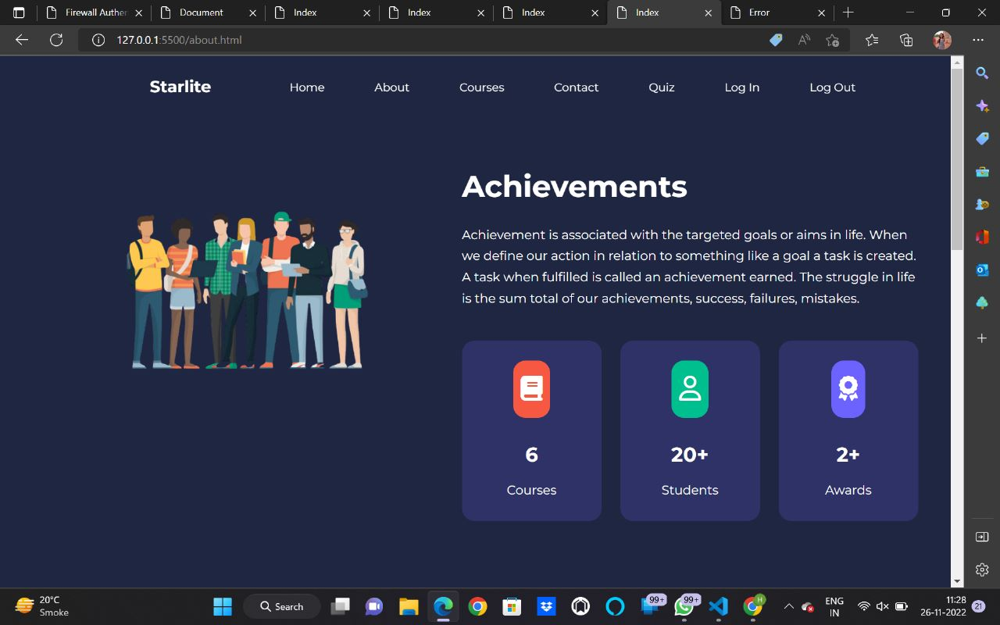 Firewall Auther
Document
Index
Index
Index
Index
Error
127.0.0.1:5500/about.html
Starlite
Home
About
Courses
Contact
Quiz
Log In
Log Out
Achievements
Achievement is associated with the targeted goals or aims in life. When
we define our action in relation to something like a goal a task is created.
A task when fulfilled is called an achievement earned. The struggle in life
is the sum total of our achievements, success, failures, mistakes.
6
Courses
20+
Students
2+
Awards
20°C
Smoke
Search
99+
99+
H
ENG
IN
11:28
26-11-2022
21